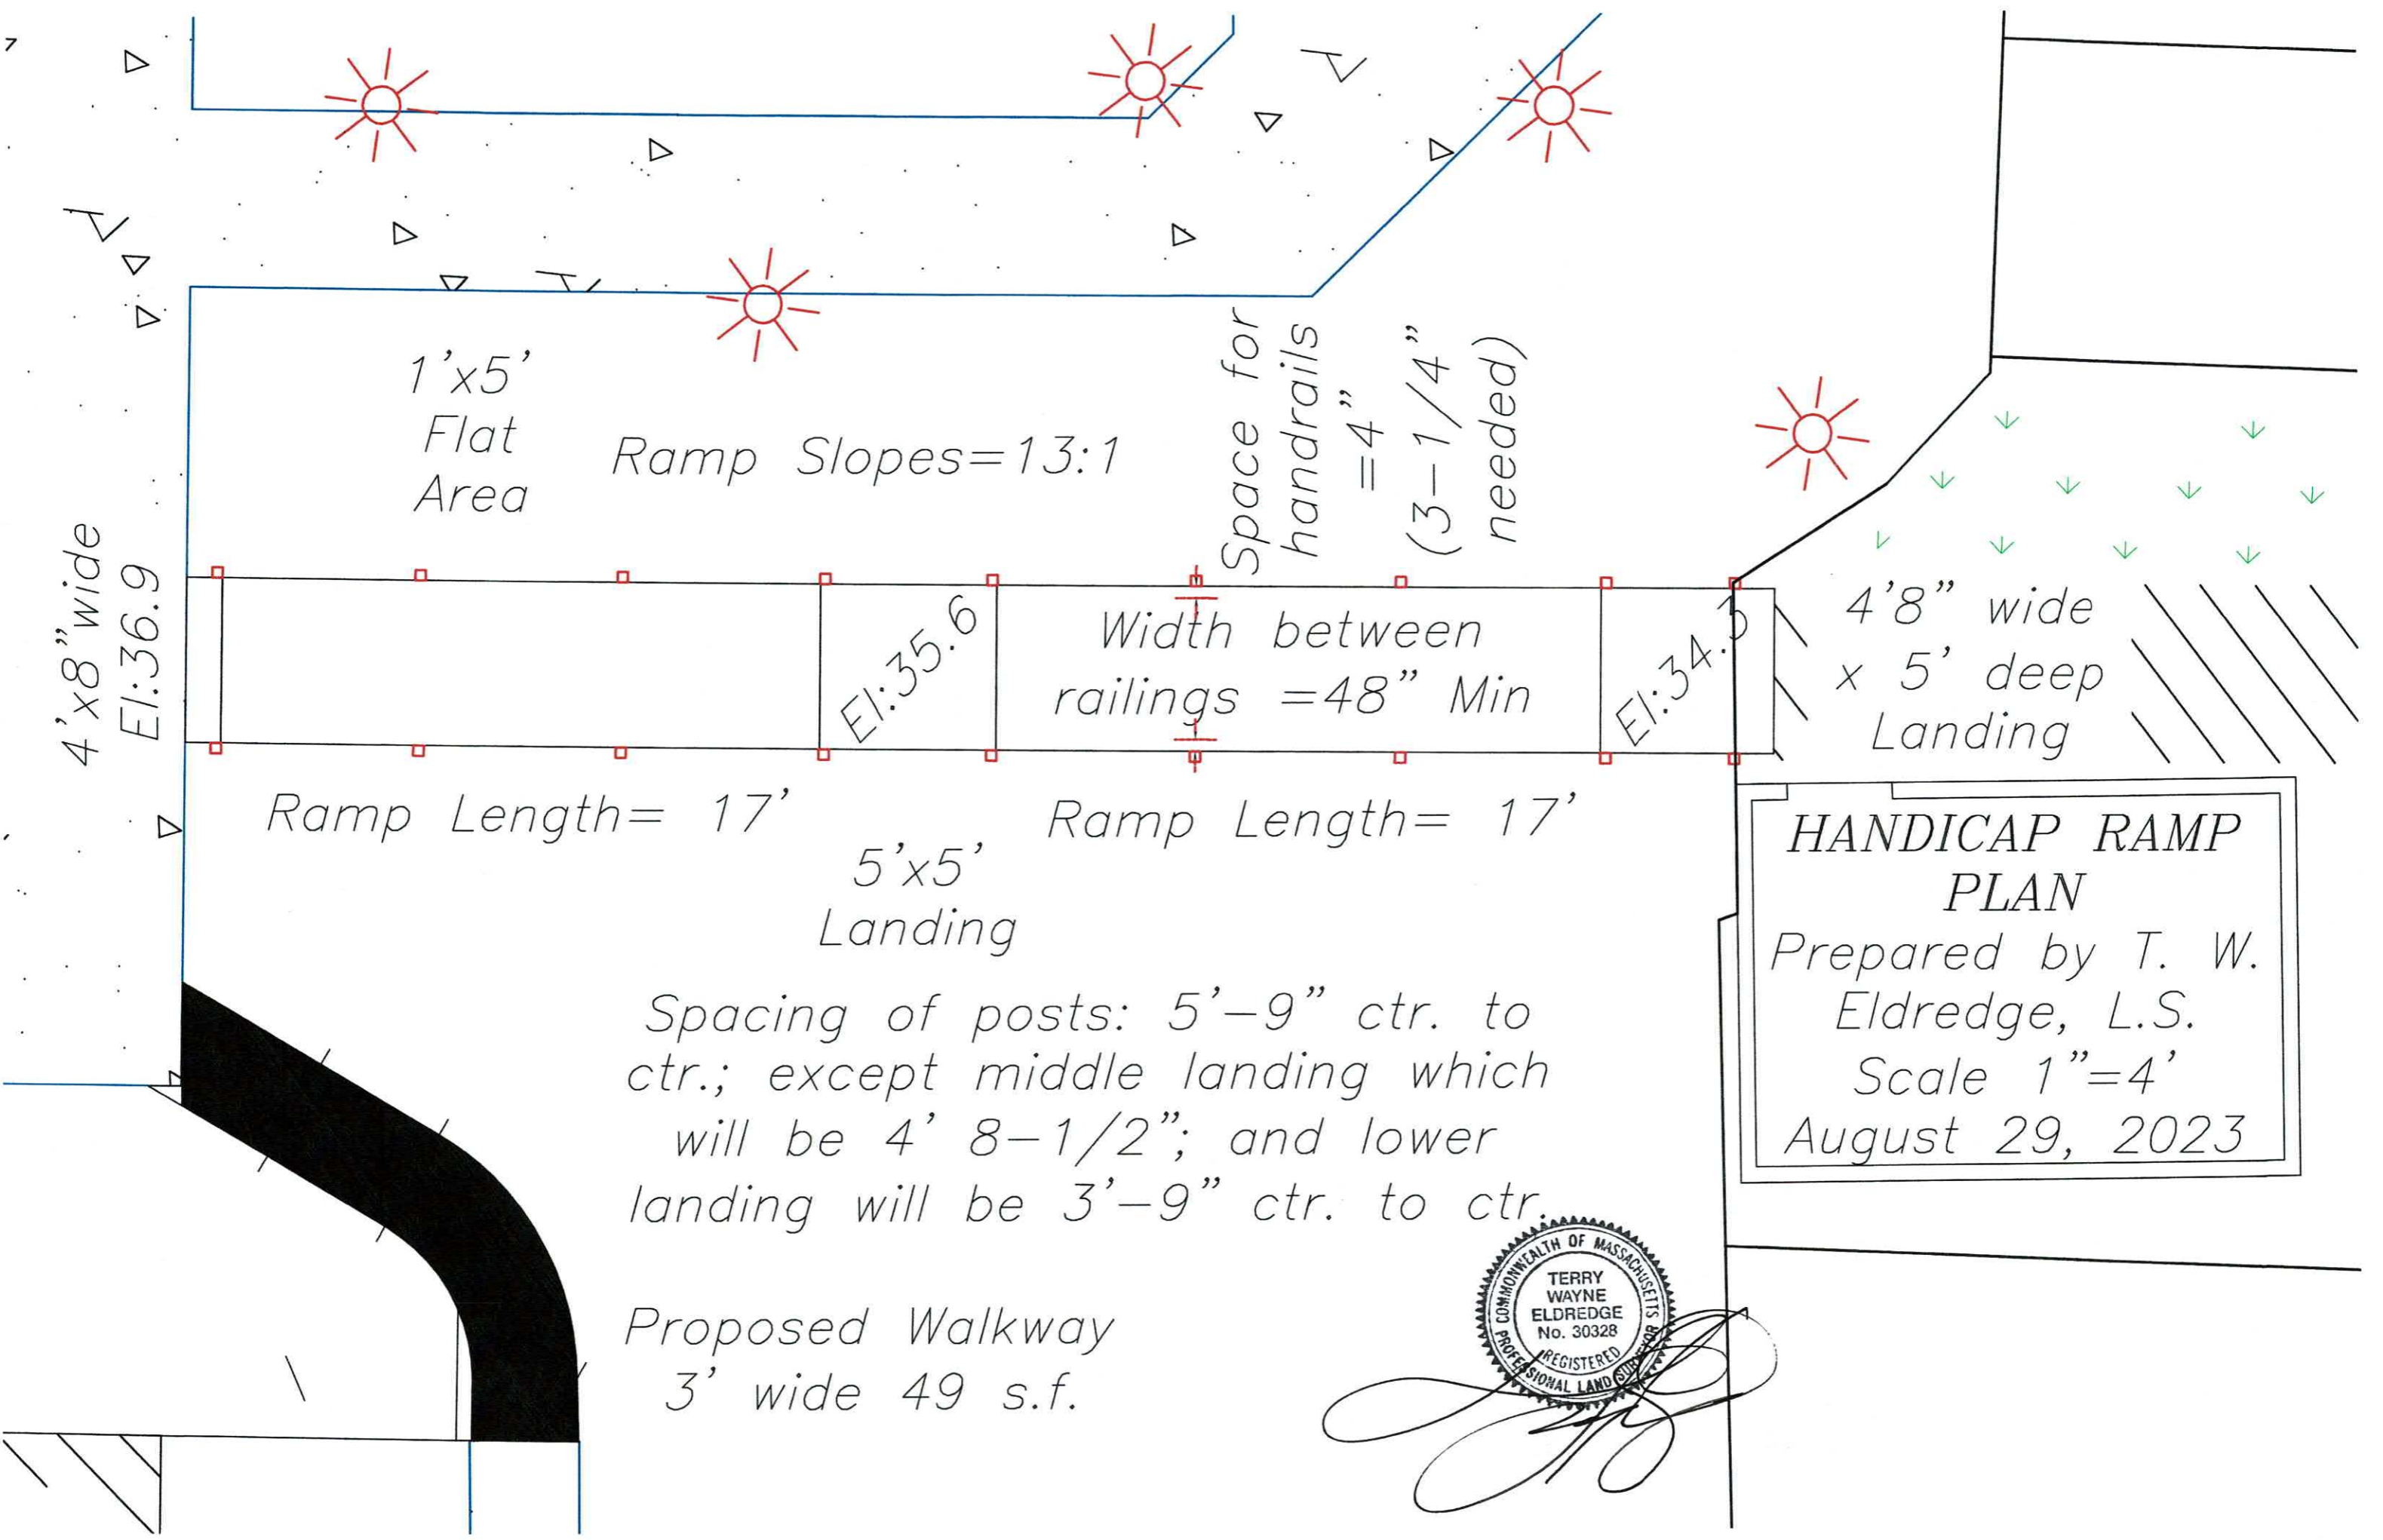 1'x5'
Flat
Area
Ramp Slopes=13:1
Space for
handrails
=4"
(3-1/4"
needed)
4'x8"wide
El:36.9
El:35.6
Width between
railings =48" Min
El:34.3
4'8" wide
x 5' deep
Landing
Ramp Length= 17'
Ramp Length= 17'
5'x5'
Landing
Spacing of posts: 5'-9" ctr. to
ctr.; except middle landing which
will be 4' 8-1/2"; and lower
landing will be 3'-9" ctr. to ctr.
Proposed Walkway
3' wide 49 s.f.
HANDICAP RAMP
PLAN
Prepared by T. W.
Eldredge, L.S.
Scale 1"=4'
August 29, 2023
COMMONWEALTH OF MASSACHUSETTS
TERRY
WAYNE
ELDREDGE
No. 30328
REGISTERED
PROFESSIONAL LAND SURVEYOR